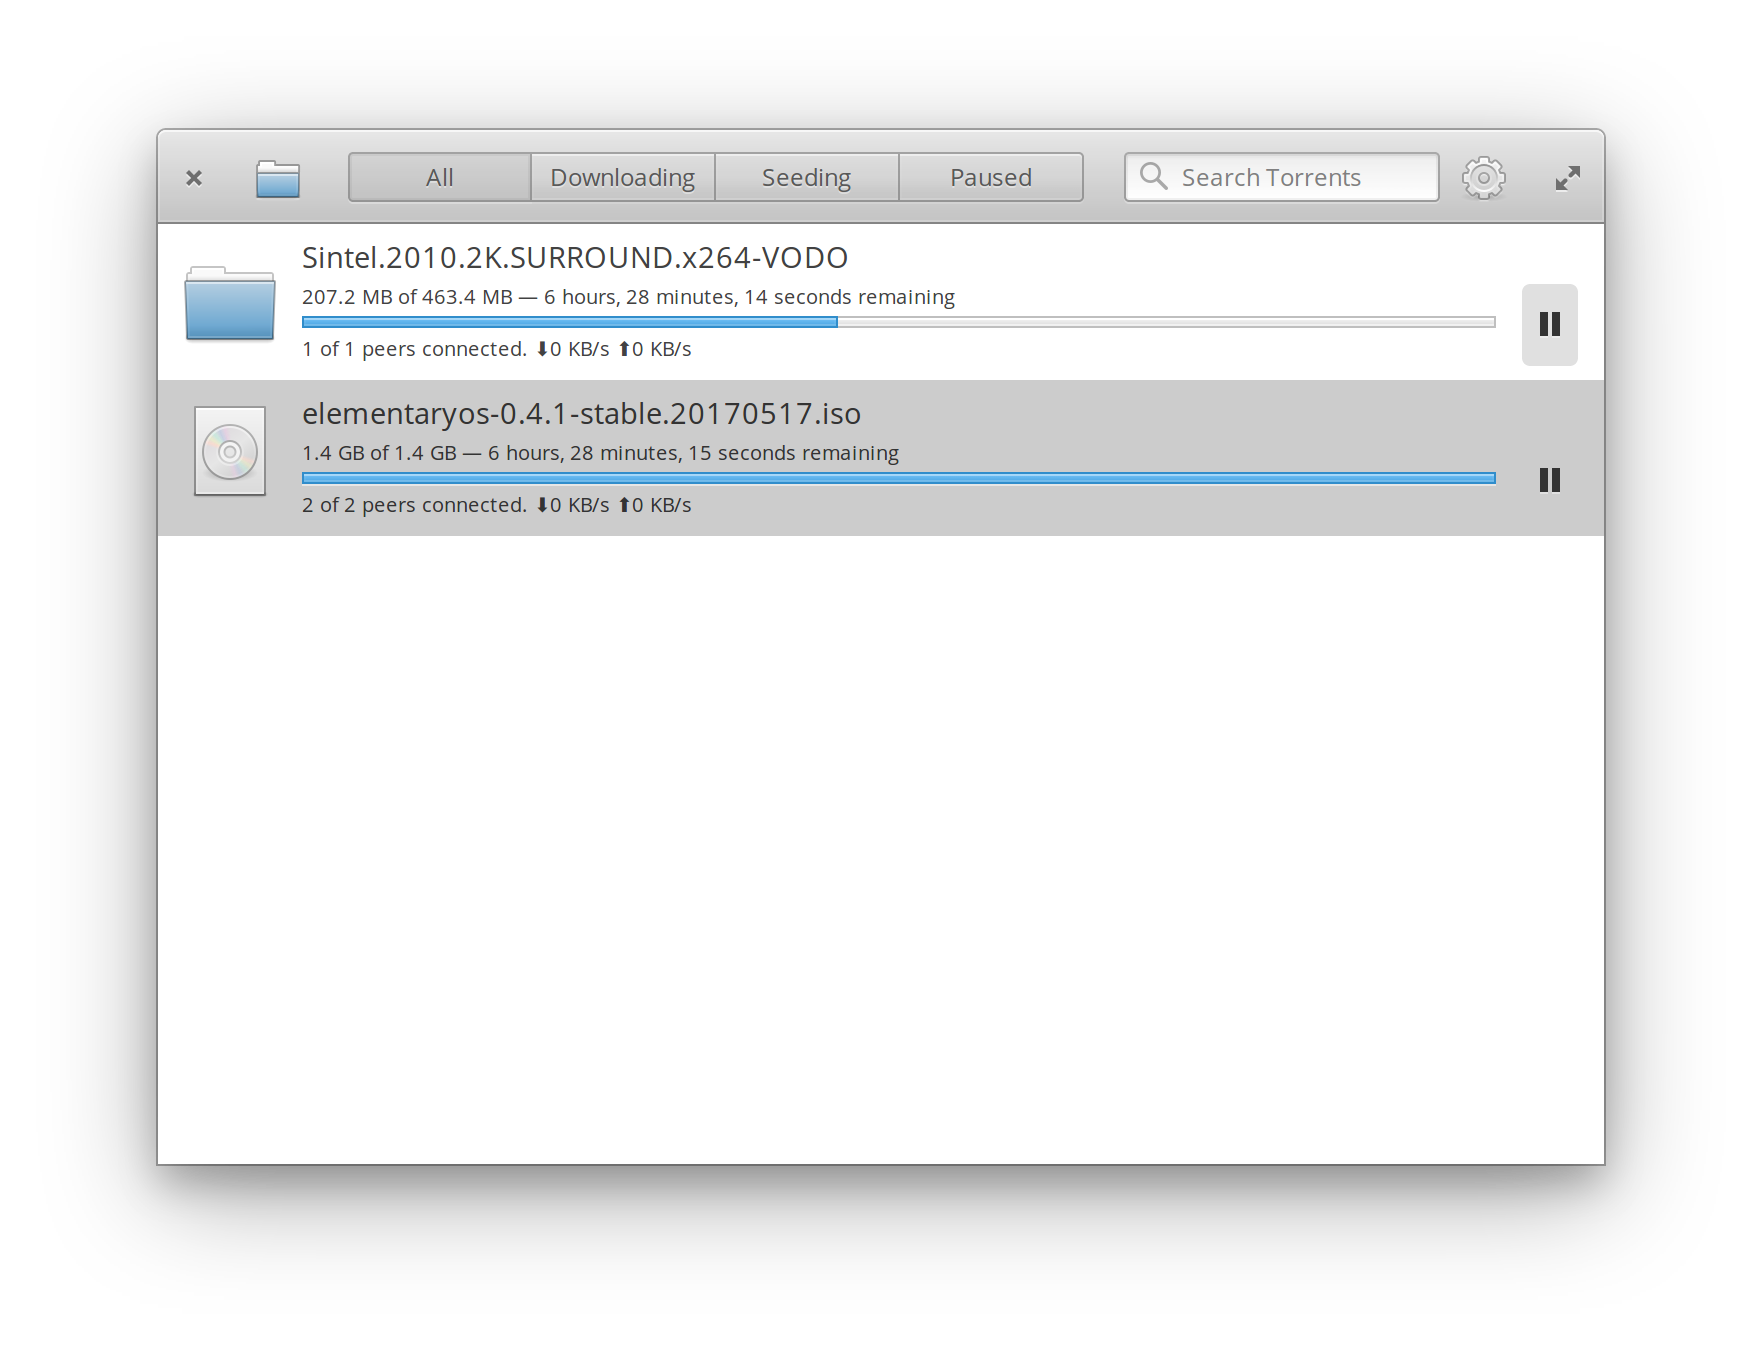 All Downloading Seeding Paused Search Torrents
Sintel.2010.2K.SURROUND.x264-VODO
207.2 MB of 463.4 MB — 6 hours, 28 minutes, 14 seconds remaining
1 of 1 peers connected. ⬇0 KB/s ⬆0 KB/s
elementaryos-0.4.1-stable.20170517.iso
1.4 GB of 1.4 GB — 6 hours, 28 minutes, 15 seconds remaining
2 of 2 peers connected. ⬇0 KB/s ⬆0 KB/s